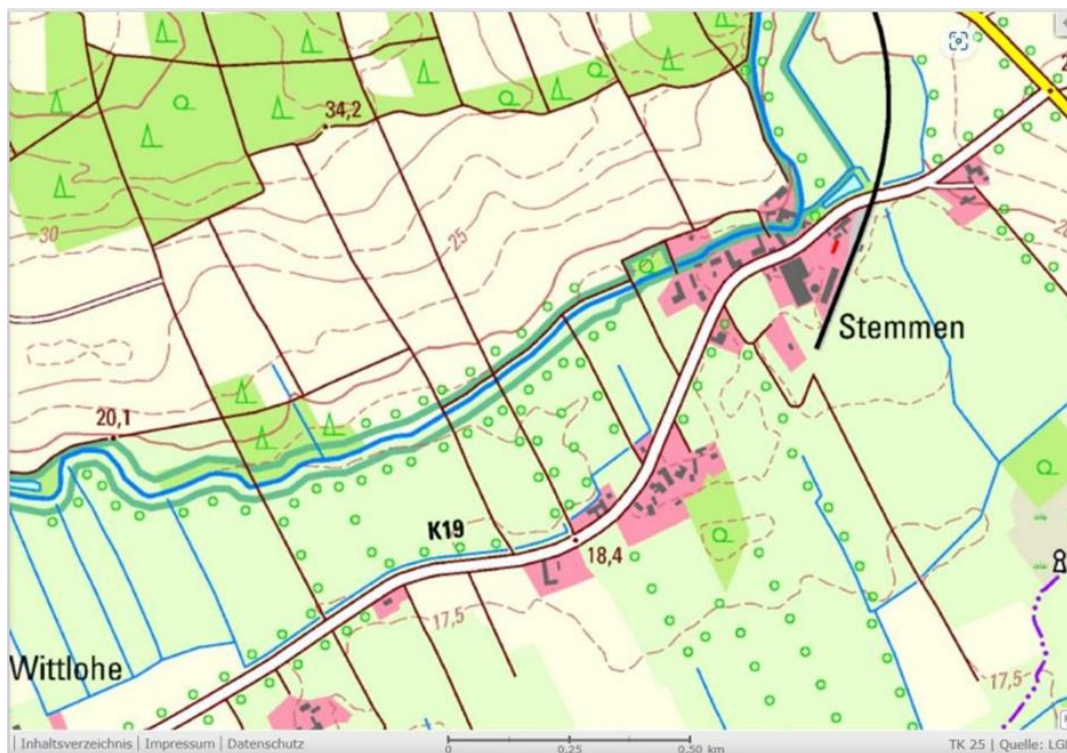 34,2
30
25
Stemmen
20,1
K19
18,4
17,5
Wittlohe
17,5
Inhaltsverzeichnis | Impressum | Datenschutz
0 0.25 0.50 km
TK 25 | Quelle: LGL